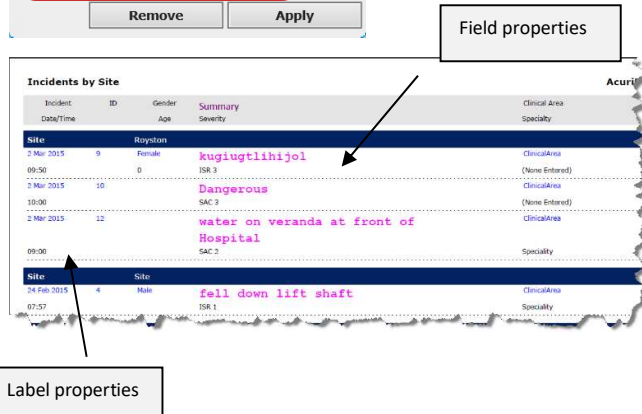 Remove Apply
Field properties
Incidents by Site Acuri
Incident ID Gender Summary Clinical Area
Date/Time Age Severity Specialty
Site Royston
2 Mar 2015 9 Female kugiugtlihijol ClinicalArea
09:50 0 ISR 3 (None Entered)
2 Mar 2015 10 Dangerous ClinicalArea
10:00 SAC 3 (None Entered)
2 Mar 2015 12 water on veranda at front of ClinicalArea
Hospital
09:00 SAC 2 Speciality
Site Site
24 Feb 2015 4 Male fell down lift shaft ClinicalArea
07:57 ISR 1 Speciality
Label properties